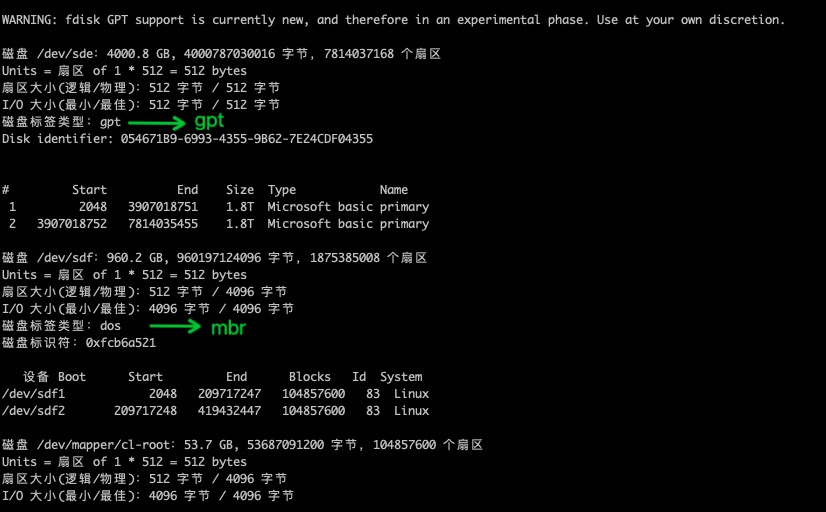 WARNING: fdisk GPT support is currently new, and therefore in an experimental phase. Use at your own discretion.
磁盘 /dev/sde：4000.8 GB, 4000787030016 字节，7814037168 个扇区
Units = 扇区 of 1 * 512 = 512 bytes
扇区大小(逻辑/物理)：512 字节 / 512 字节
I/O 大小(最小/最佳)：512 字节 / 512 字节
磁盘标签类型：gpt gpt
Disk identifier: 054671B9-6993-4355-9B62-7E24CDF04355
# Start End Size Type Name
1 2048 3907018751 1.8T Microsoft basic primary
2 3907018752 7814035455 1.8T Microsoft basic primary
磁盘 /dev/sdf：960.2 GB, 960197124096 字节，1875385008 个扇区
Units = 扇区 of 1 * 512 = 512 bytes
扇区大小(逻辑/物理)：512 字节 / 4096 字节
I/O 大小(最小/最佳)：4096 字节 / 4096 字节
磁盘标签类型：dos mbr
磁盘标识符：0xfcb6a521
设备 Boot Start End Blocks Id System
/dev/sdf1 2048 209717247 104857600 83 Linux
/dev/sdf2 209717248 419432447 104857600 83 Linux
磁盘 /dev/mapper/cl-root：53.7 GB, 53687091200 字节，104857600 个扇区
Units = 扇区 of 1 * 512 = 512 bytes
扇区大小(逻辑/物理)：512 字节 / 4096 字节
I/O 大小(最小/最佳)：4096 字节 / 4096 字节